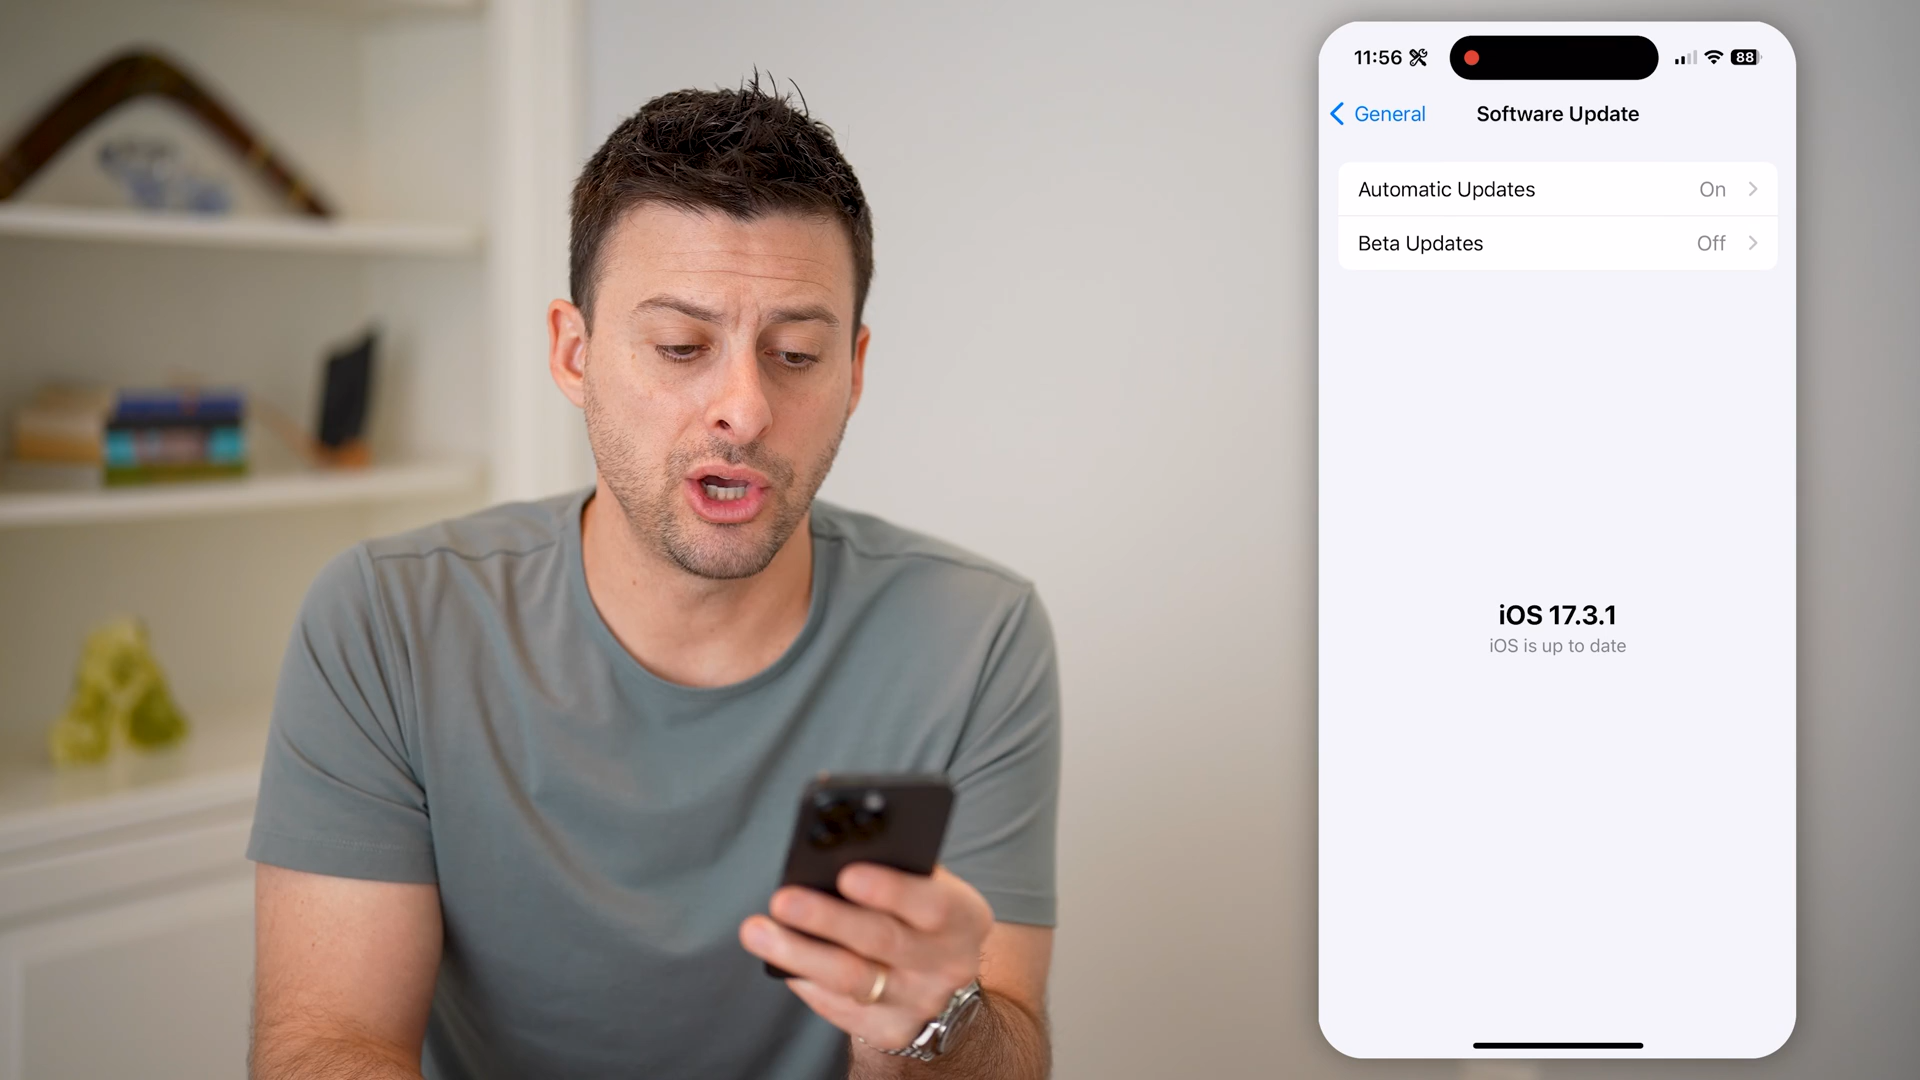 11:56
88
General
Software Update
Automatic Updates On
Beta Updates Off
iOS 17.3.1
iOS is up to date